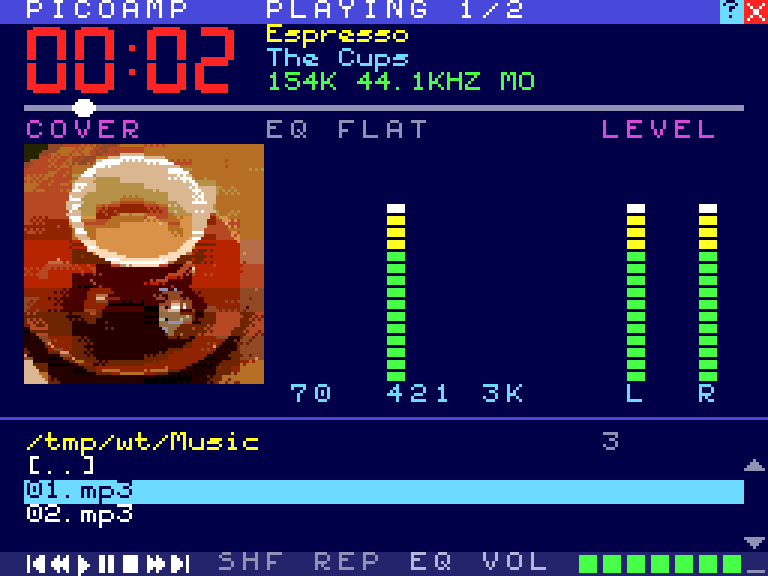 PICOAMP PLAYING 1/2 ?
00:02
Espresso
The Cups
154K 44.1KHZ MO
COVER EQ FLAT LEVEL
70 421 3K L R
/tmp/wt/Music 3
[..]
01.mp3
02.mp3
SHF REP EQ VOL